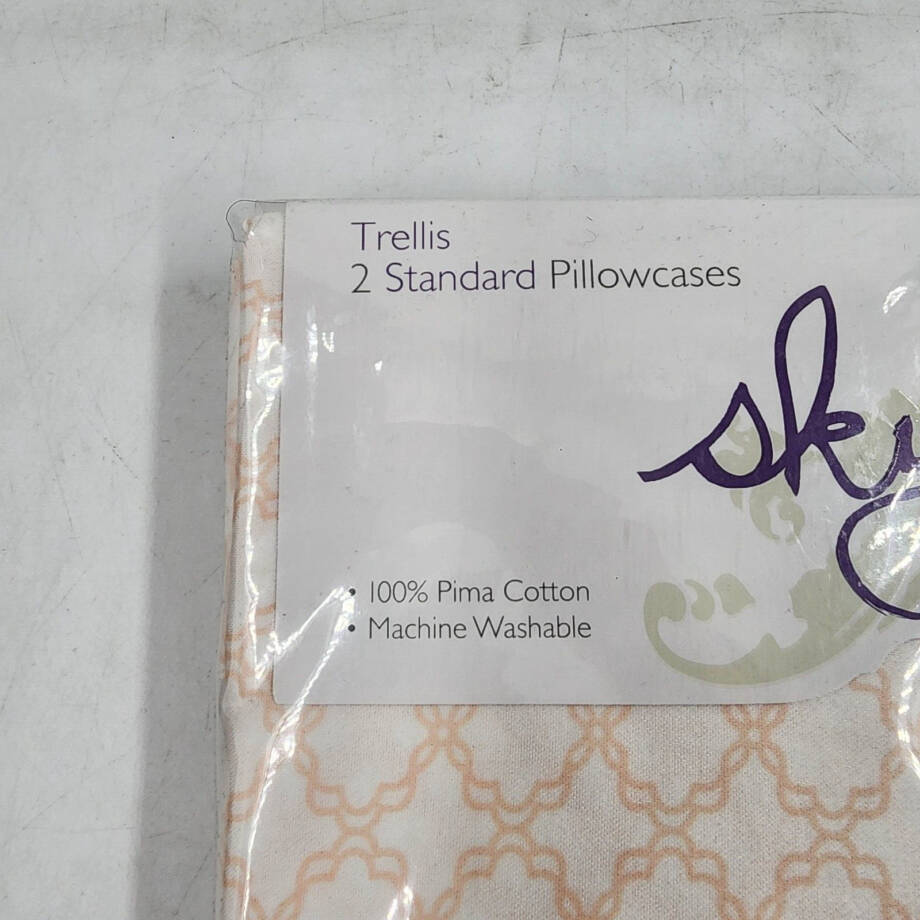 Trellis
2 Standard Pillowcases
• 100% Pima Cotton
• Machine Washable